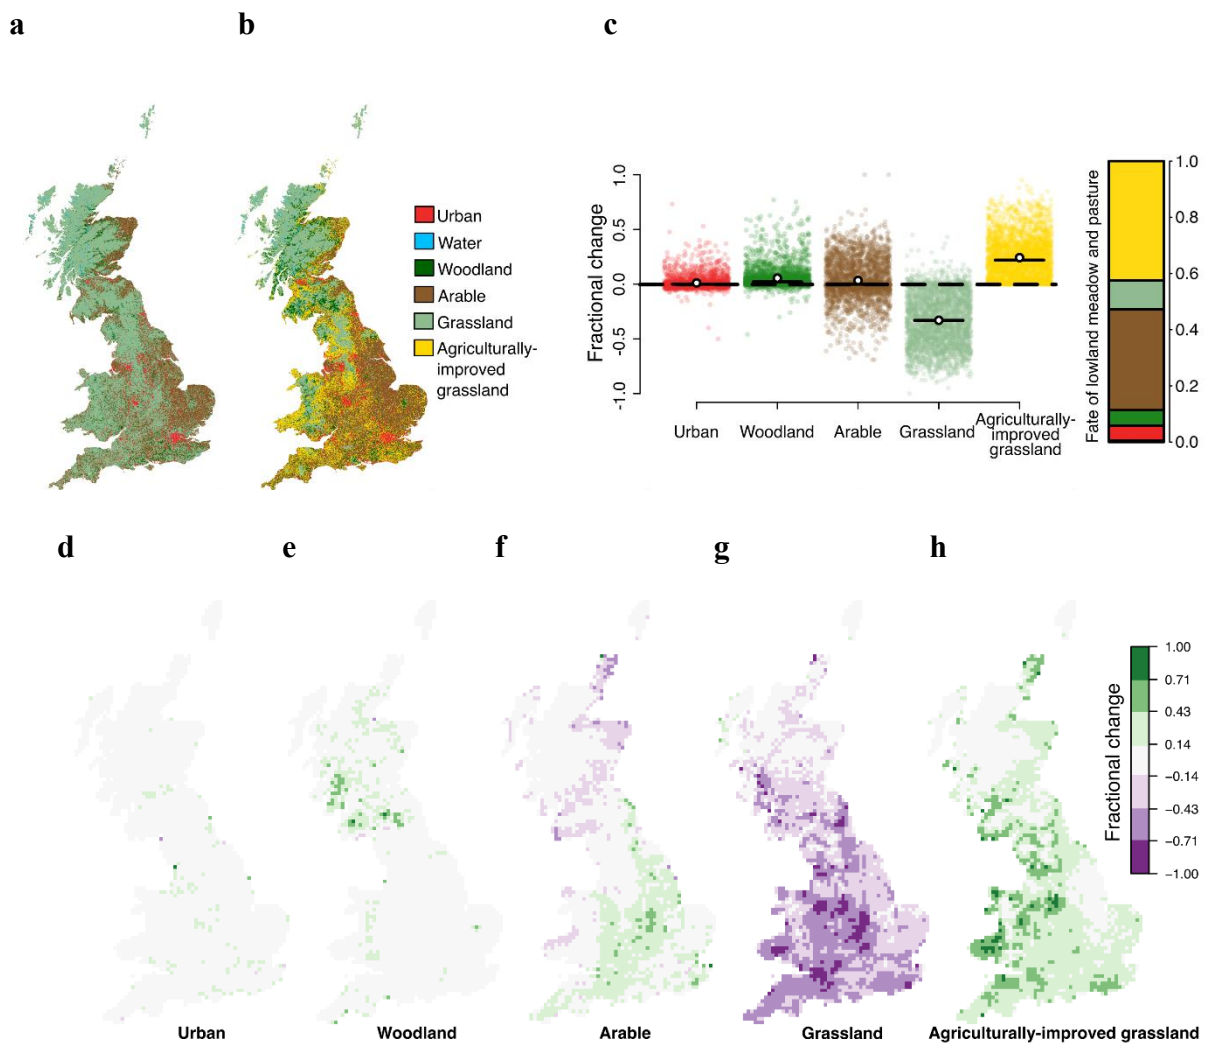 a
b
c
Urban
Water
Woodland
Arable
Grassland
Agriculturally-
improved
grassland
Fractional change
1.0
0.5
0.0
-0.5
-1.0
Urban
Woodland
Arable
Grassland
Agriculturally-
improved
grassland
Fate of lowland meadow and pasture
1.0
0.8
0.6
0.4
0.2
0.0
d
e
f
g
h
Fractional change
1.00
0.71
0.43
0.14
−0.14
−0.43
−0.71
−1.00
Urban
Woodland
Arable
Grassland
Agriculturally-improved grassland